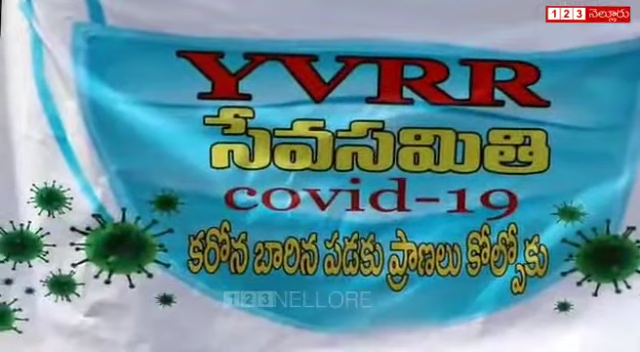 123 నెల్లూరు
YVRR
సేవసమితి
covid-19
కరోన బారిన పడకు ప్రాణలు కోల్పోకు
123 NELLORE